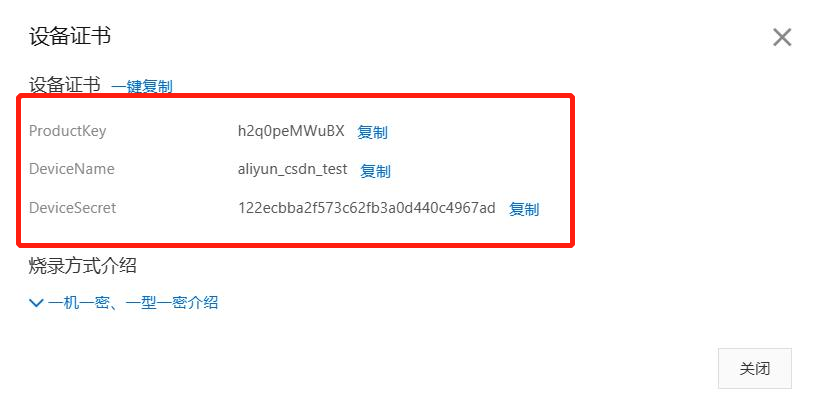 设备证书
设备证书 一键复制
ProductKey h2q0peMWuBX 复制
DeviceName aliyun_csdn_test 复制
DeviceSecret 122ecbba2f573c62fb3a0d440c4967ad 复制
烧录方式介绍
一机一密、一型一密介绍
关闭